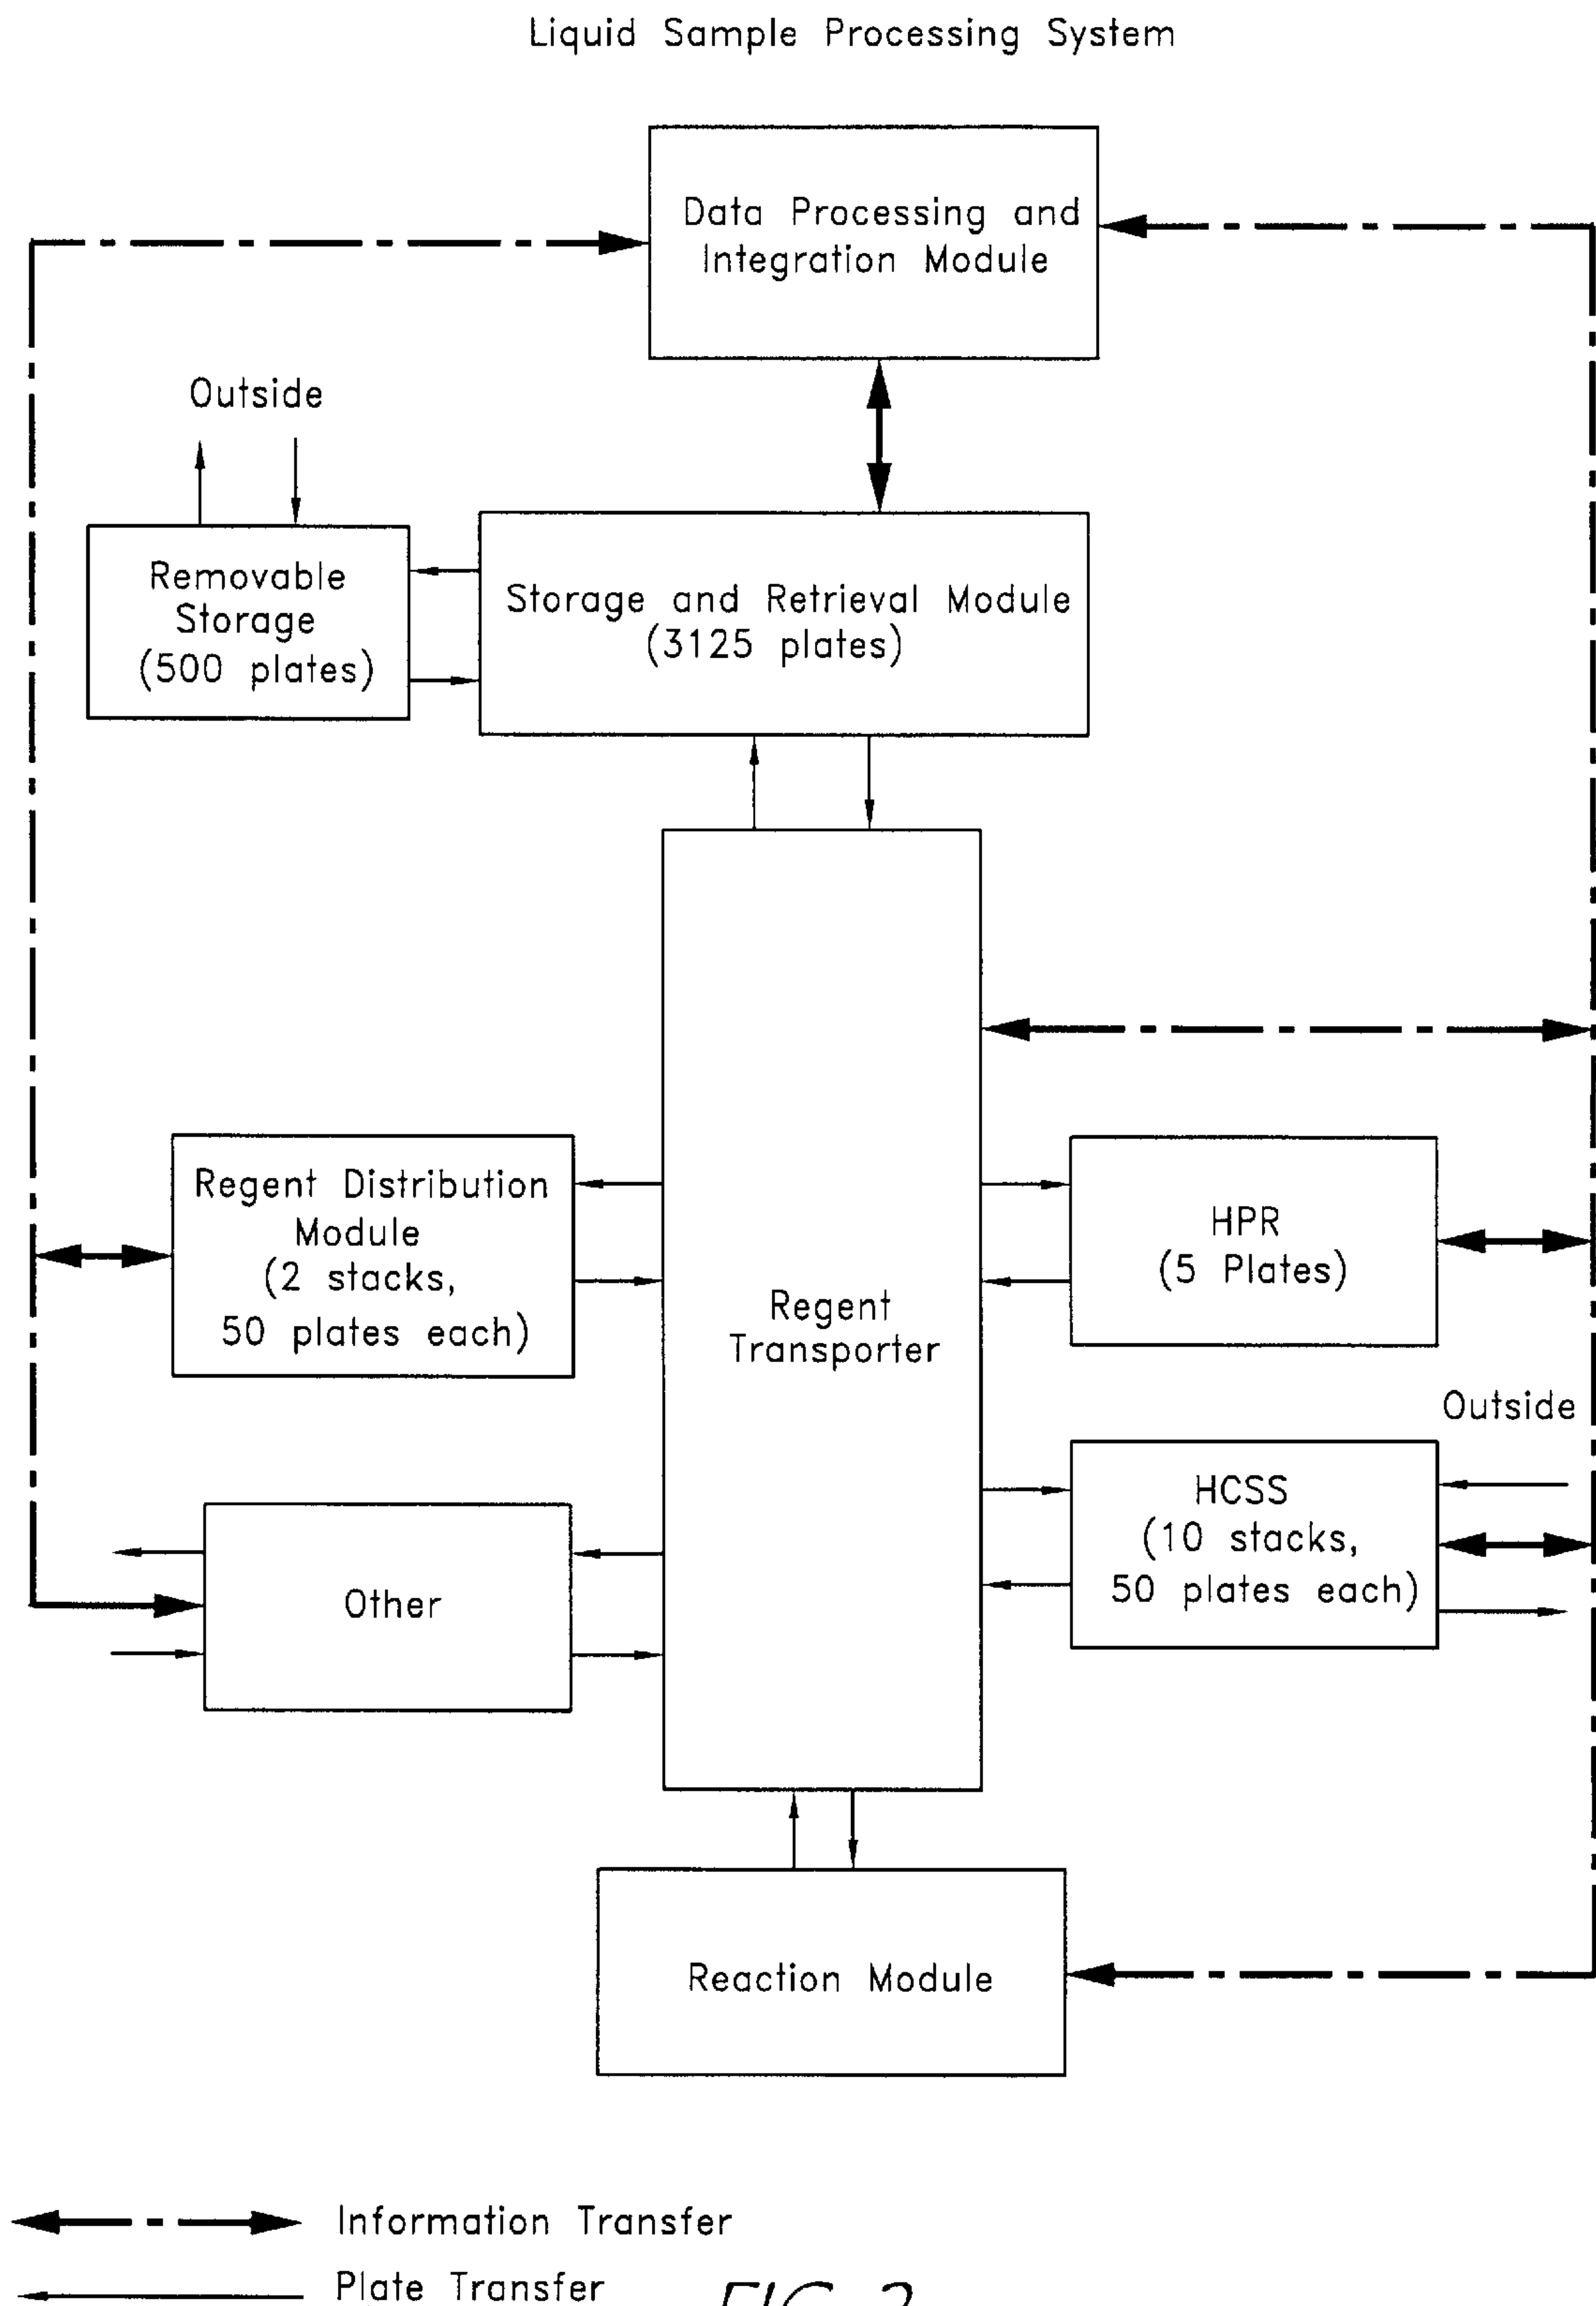 Liquid Sample Processing System
Data Processing and
Integration Module
Outside
Removable
Storage
(500 plates)
Storage and Retrieval Module
(3125 plates)
Regent Distribution
Module
(2 stacks,
50 plates each)
Regent
Transporter
HPR
(5 Plates)
Outside
HCSS
(10 stacks,
50 plates each)
Other
Reaction Module
Information Transfer
Plate Transfer
FIG. 2